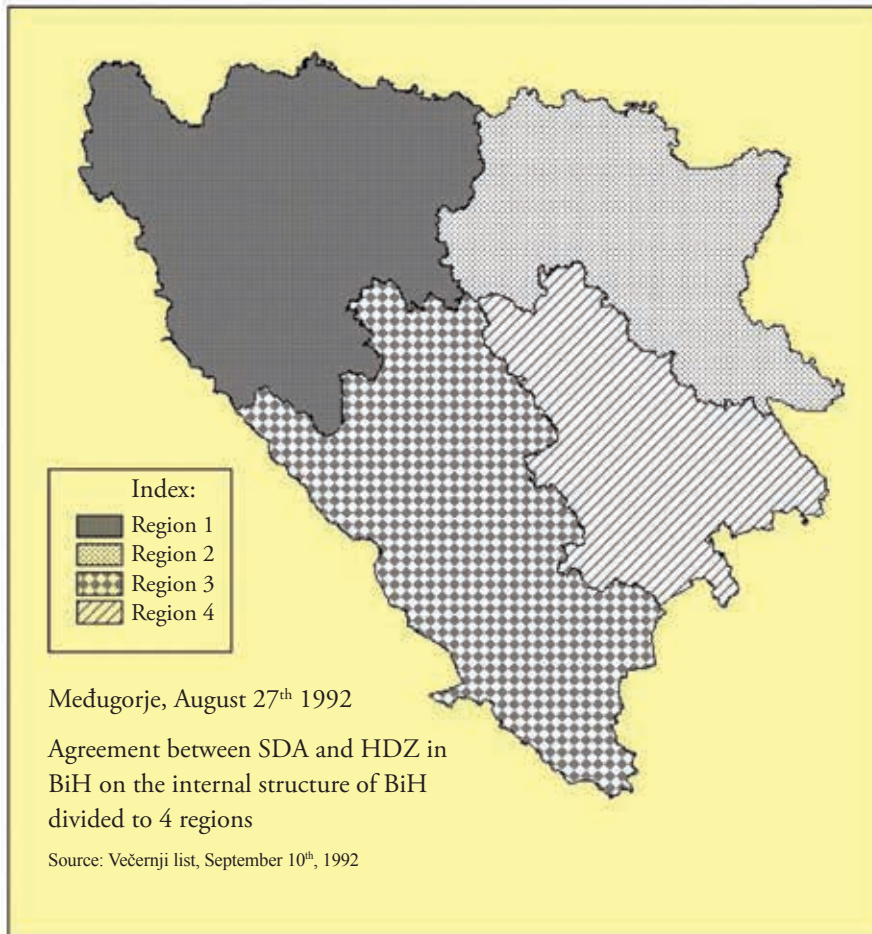 Index:
Region 1
Region 2
Region 3
Region 4
Međugorje, August 27th 1992
Agreement between SDA and HDZ in
BiH on the internal structure of BiH
divided to 4 regions
Source: Večernji list, September 10th, 1992